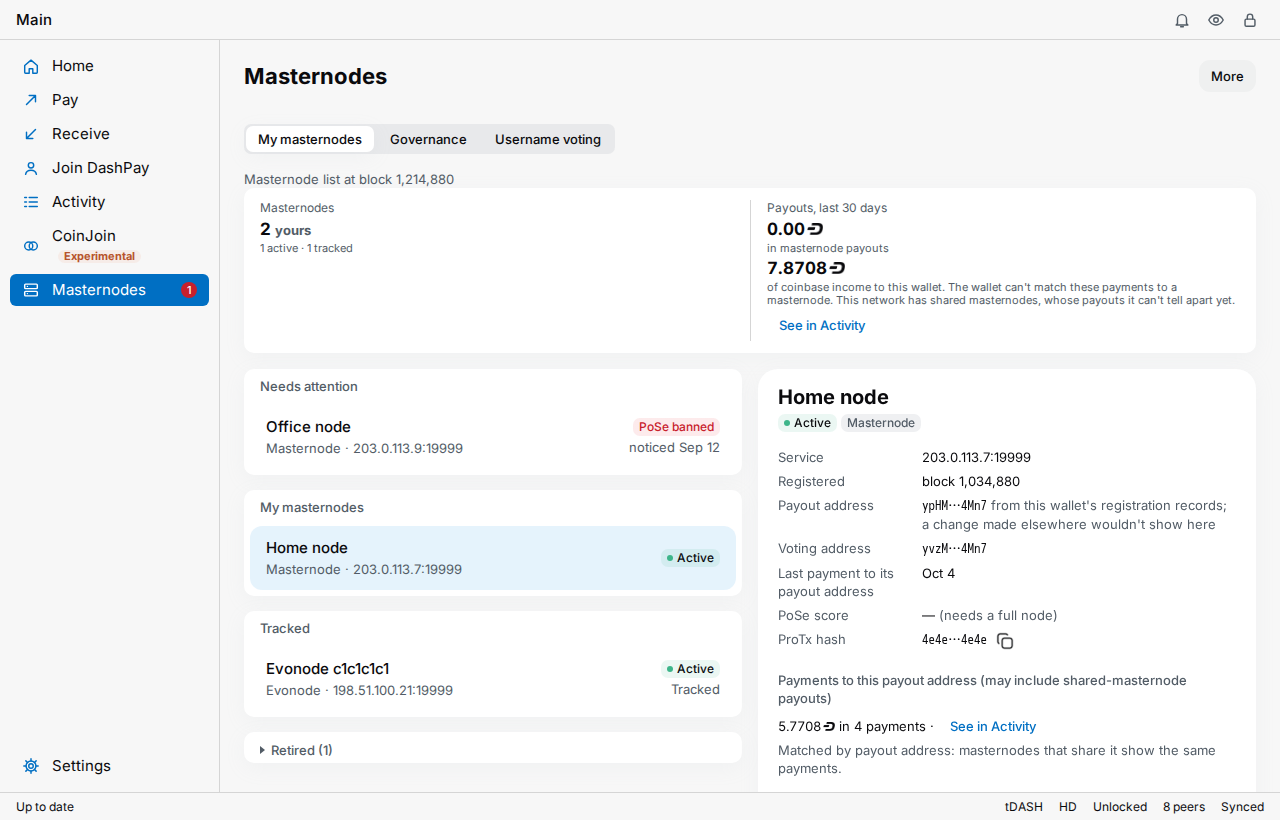 Main
Home
Pay
Receive
Join DashPay
Activity
CoinJoin
Experimental
Masternodes 1
Settings
Masternodes
More
My masternodes Governance Username voting
Masternode list at block 1,214,880
Masternodes
2 yours
1 active · 1 tracked
Payouts, last 30 days
0.00
in masternode payouts
7.8708
of coinbase income to this wallet. The wallet can't match these payments to a
masternode. This network has shared masternodes, whose payouts it can't tell apart yet.
See in Activity
Needs attention
Office node PoSe banned
Masternode · 203.0.113.9:19999 noticed Sep 12
My masternodes
Home node
Masternode · 203.0.113.7:19999 Active
Tracked
Evonode c1c1c1c1 Active
Evonode · 198.51.100.21:19999 Tracked
Retired (1)
Home node
Active Masternode
Service 203.0.113.7:19999
Registered block 1,034,880
Payout address ypHM···4Mn7 from this wallet's registration records;
a change made elsewhere wouldn't show here
Voting address yvzM···4Mn7
Last payment to its Oct 4
payout address
PoSe score — (needs a full node)
ProTx hash 4e4e···4e4e
Payments to this payout address (may include shared-masternode
payouts)
5.7708 in 4 payments · See in Activity
Matched by payout address: masternodes that share it show the same
payments.
Up to date
tDASH HD Unlocked 8 peers Synced